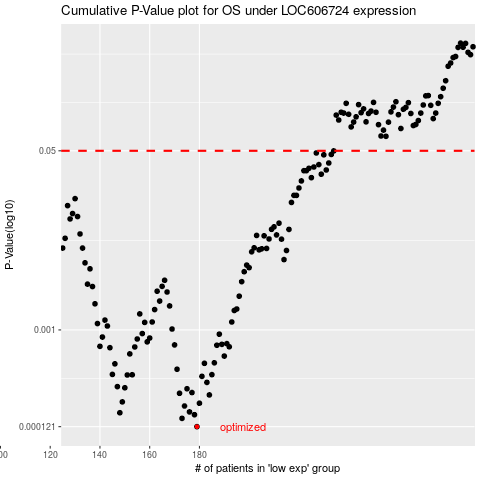 Cumulative P-Value plot for OS under LOC606724 expression
0.05
0.001
0.000121
P-Value(log10)
optimized
00 120 140 160 180
# of patients in 'low exp' group